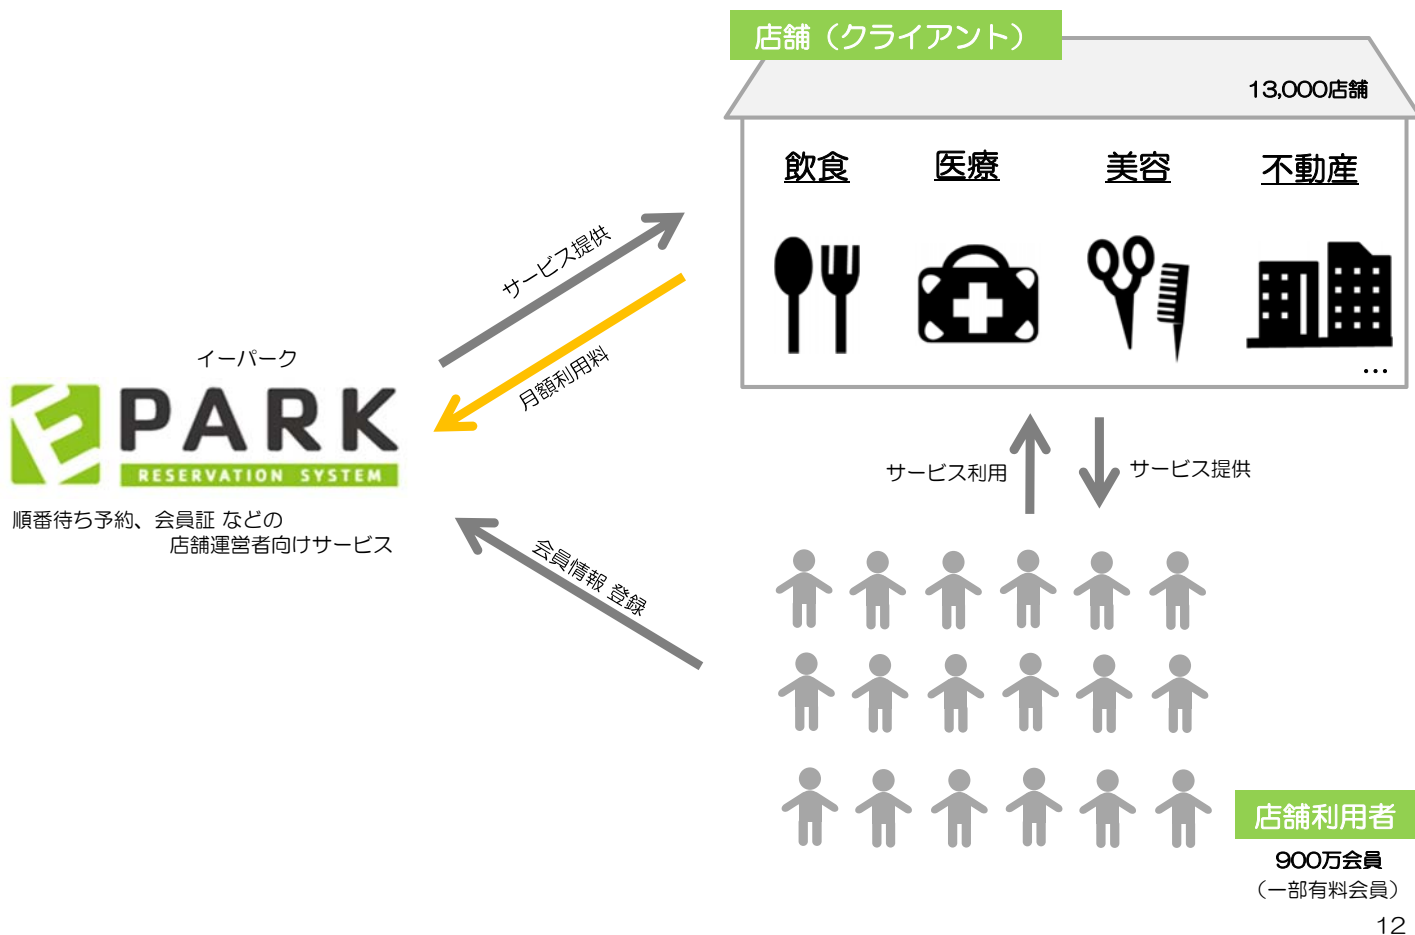 店舗（クライアント）
13,000店舗
飲食 医療 美容 不動産
…
サービス提供
月額利用料
イーパーク
E PARK
RESERVATION SYSTEM
順番待ち予約、会員証 などの
店舗運営者向けサービス
会員情報 登録
サービス利用
サービス提供
店舗利用者
900万会員
（一部有料会員）
12